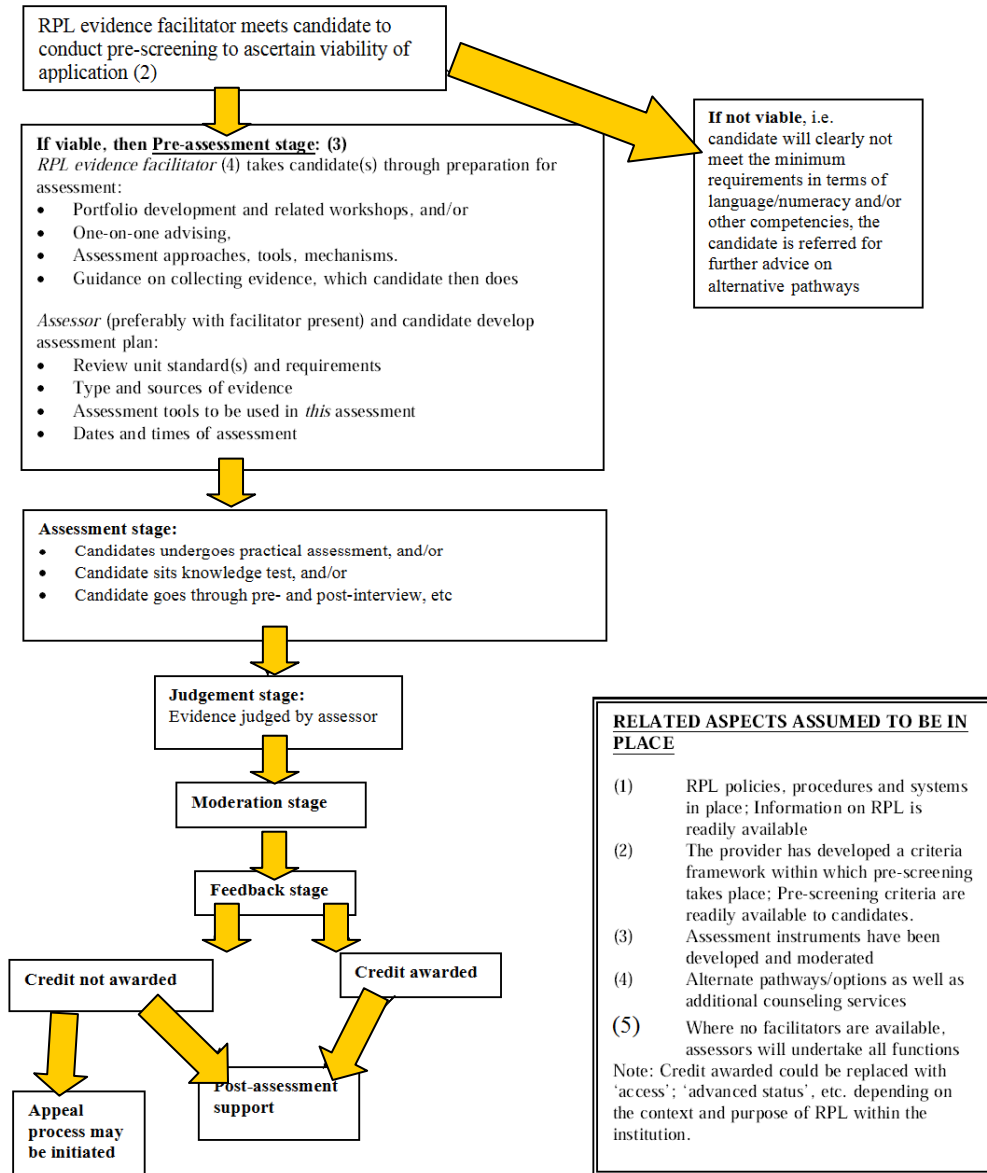 RPL evidence facilitator meets candidate to
conduct pre-screening to ascertain viability of
application (2)
If not viable, i.e.
candidate will clearly not
meet the minimum
requirements in terms of
language/numeracy and/or
other competencies, the
candidate is referred for
further advice on
alternative pathways
If viable, then Pre-assessment stage: (3)
RPL evidence facilitator (4) takes candidate(s) through preparation for
assessment:
• Portfolio development and related workshops, and/or
• One-on-one advising,
• Assessment approaches, tools, mechanisms.
• Guidance on collecting evidence, which candidate then does
Assessor (preferably with facilitator present) and candidate develop
assessment plan:
• Review unit standard(s) and requirements
• Type and sources of evidence
• Assessment tools to be used in this assessment
• Dates and times of assessment
Assessment stage:
• Candidates undergoes practical assessment, and/or
• Candidate sits knowledge test, and/or
• Candidate goes through pre- and post-interview, etc
Judgement stage:
Evidence judged by assessor
Moderation stage
Feedback stage
Credit not awarded
Credit awarded
Post-assessment
support
Appeal
process may
be initiated
RELATED ASPECTS ASSUMED TO BE IN
PLACE
(1) RPL policies, procedures and systems
in place; Information on RPL is
readily available
(2) The provider has developed a criteria
framework within which pre-screening
takes place; Pre-screening criteria are
readily available to candidates.
(3) Assessment instruments have been
developed and moderated
(4) Alternate pathways/options as well as
additional counseling services
(5) Where no facilitators are available,
assessors will undertake all functions
Note: Credit awarded could be replaced with
‘access’; ‘advanced status’, etc. depending on
the context and purpose of RPL within the
institution.